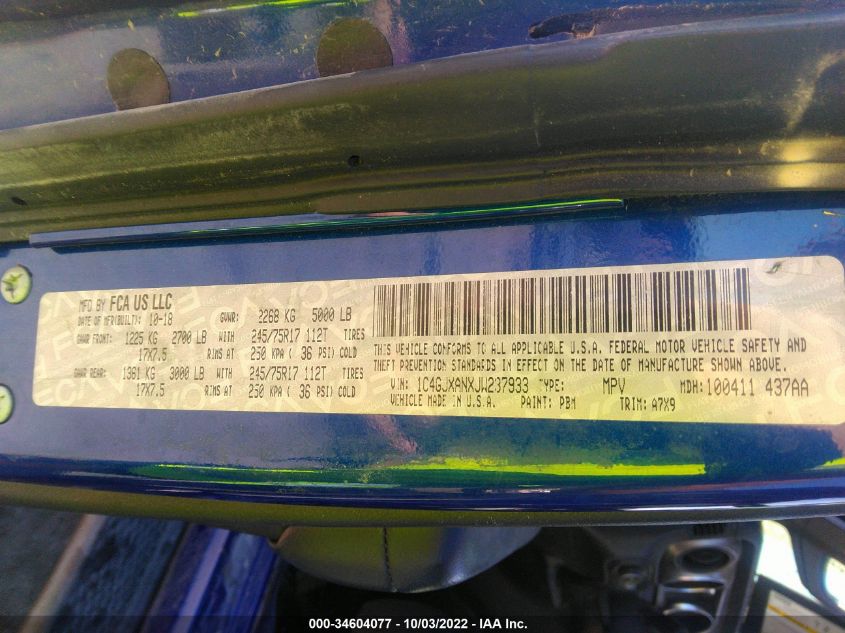 MFD BY FCA US LLC
DATE OF MFR(BUILT): 10-18 GVWR: 2268 KG 5000 LB
GAWR FRONT: 1225 KG 2700 LB WITH 245/75R17 112T TIRES
17X7.5 RIMS AT 250 KPA ( 36 PSI) COLD
GAWR REAR: 1361 KG 3000 LB WITH 245/75R17 112T TIRES
17X7.5 RIMS AT 250 KPA ( 36 PSI) COLD
THIS VEHICLE CONFORMS TO ALL APPLICABLE U.S.A. FEDERAL MOTOR VEHICLE SAFETY AND
THEFT PREVENTION STANDARDS IN EFFECT ON THE DATE OF MANUFACTURE SHOWN ABOVE.
VIN: 1C4GJXANXJW237933 TYPE: MPV MDH: 100411 437AA
VEHICLE MADE IN U.S.A. PAINT: PBM TRIM: A7X9
000-34604077 - 10/03/2022 - IAA Inc.